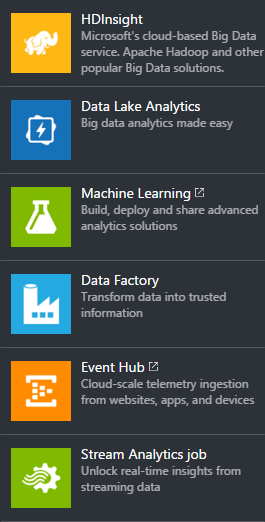 HDInsight
Microsoft's cloud-based Big Data
service. Apache Hadoop and other
popular Big Data solutions.
Data Lake Analytics
Big data analytics made easy
Machine Learning
Build, deploy and share advanced
analytics solutions
Data Factory
Transform data into trusted
information
Event Hub
Cloud-scale telemetry ingestion
from websites, apps, and devices
Stream Analytics job
Unlock real-time insights from
streaming data